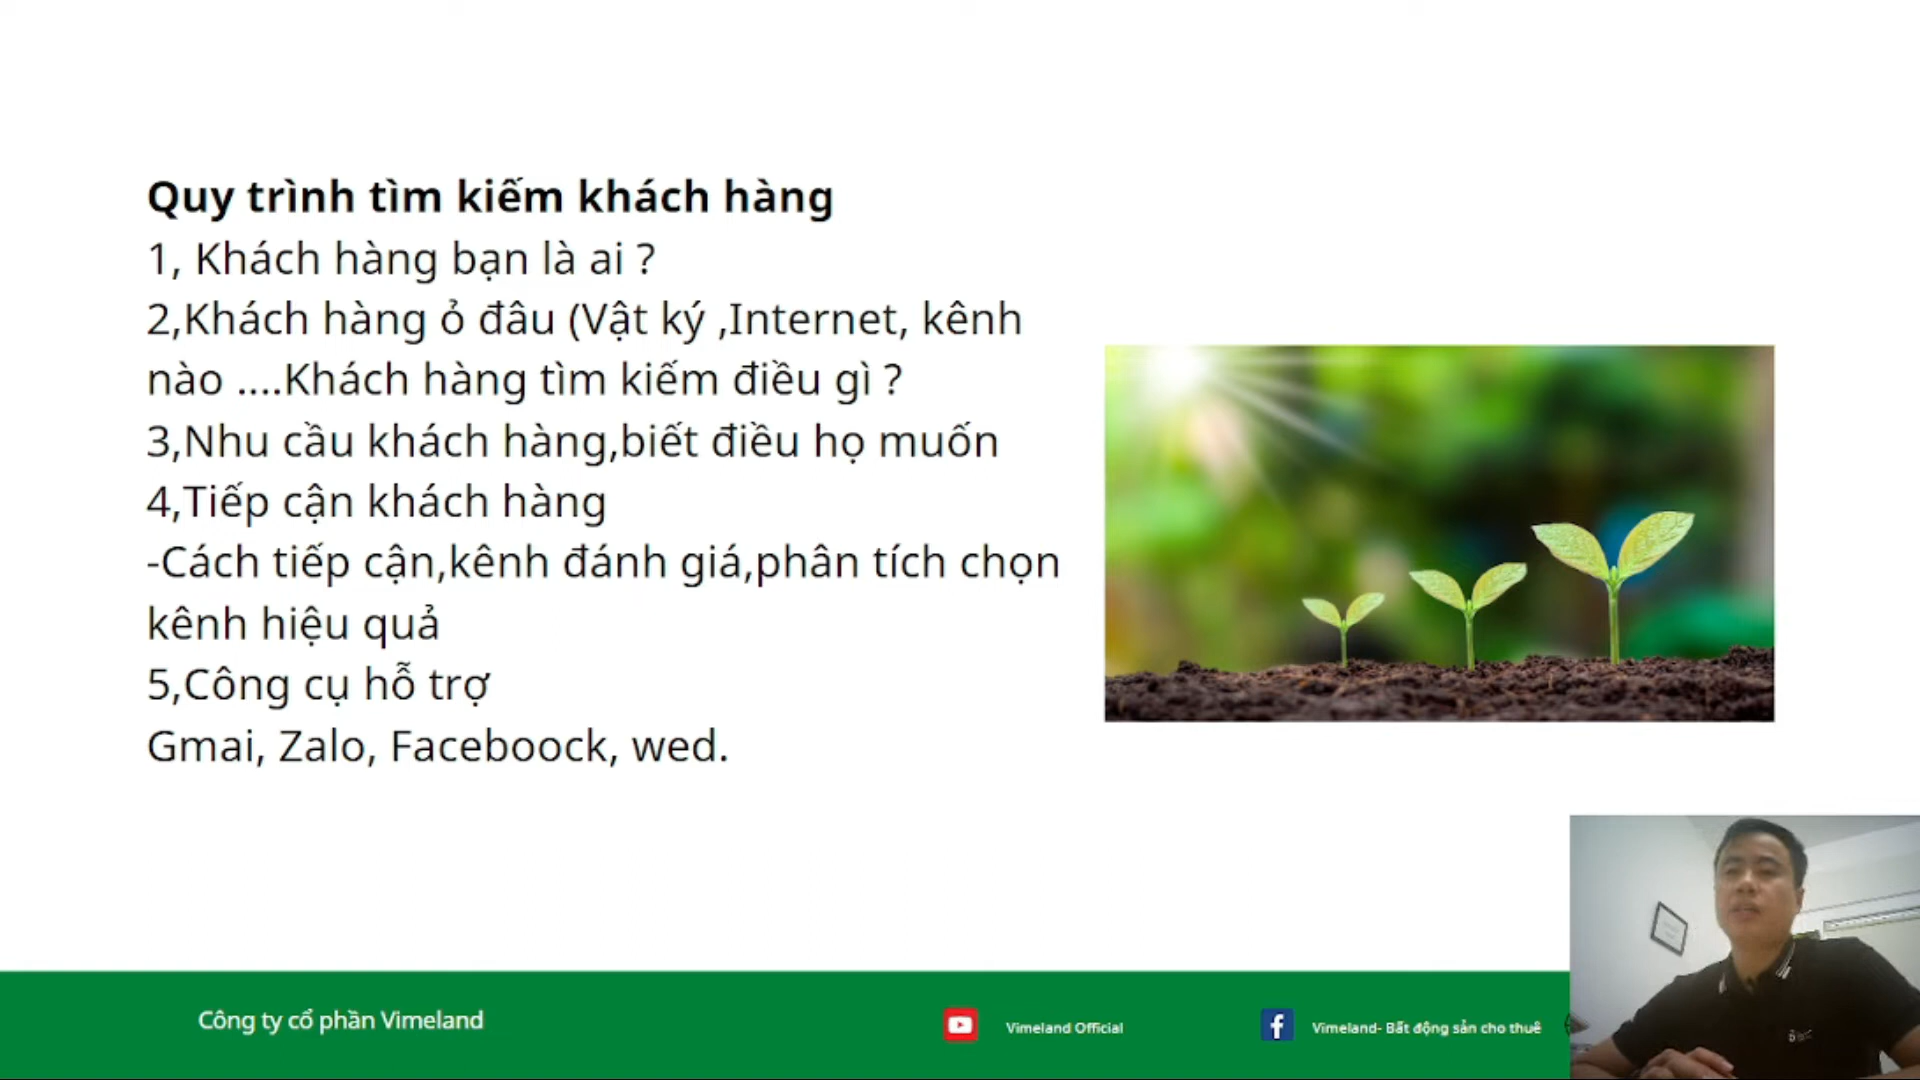 Quy trình tìm kiếm khách hàng
1, Khách hàng bạn là ai ?
2,Khách hàng ỏ đâu (Vật ký ,Internet, kênh
nào ....Khách hàng tìm kiếm điều gì ?
3,Nhu cầu khách hàng,biết điều họ muốn
4,Tiếp cận khách hàng
-Cách tiếp cận,kênh đánh giá,phân tích chọn
kênh hiệu quả
5,Công cụ hỗ trợ
Gmai, Zalo, Faceboock, wed.
Công ty cổ phần Vimeland
Vimeland Official
Vimeland- Bất động sản cho thuê